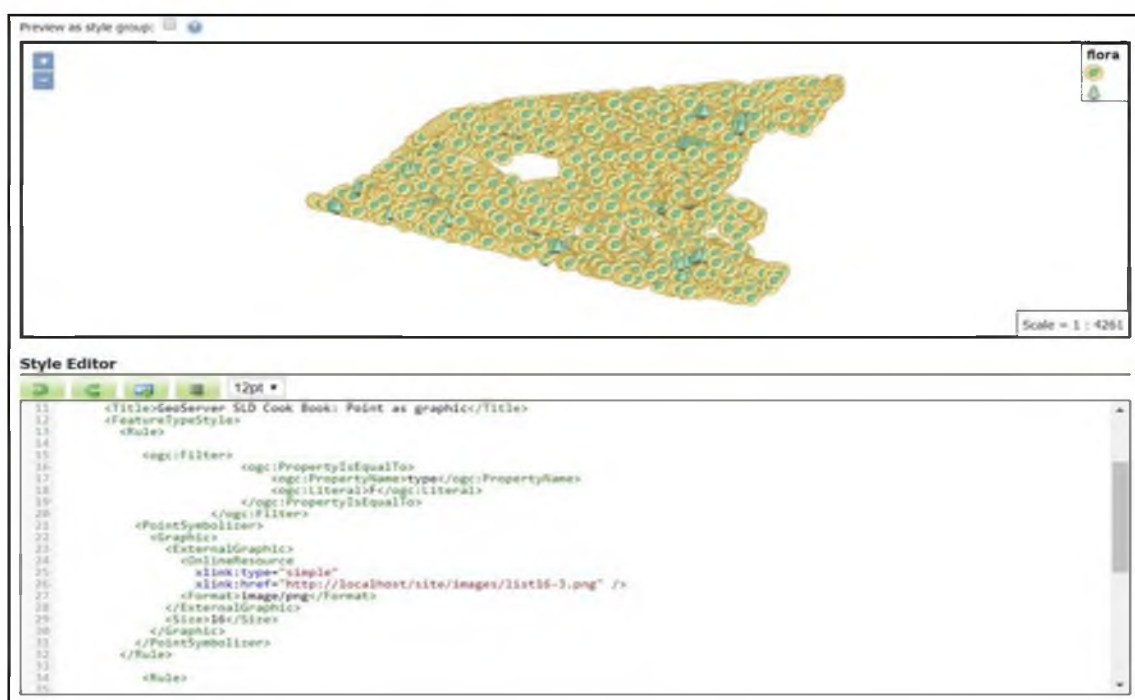 Preview as style group:
+
flora
−
Scale = 1 : 4261
Style Editor
12pt
11 <Title>GeoServer SLD Cook Book: Point as graphic</Title>
12 <FeatureTypeStyle>
13 <Rule>
14
15 <ogc:Filter>
16 <ogc:PropertyIsEqualTo>
17 <ogc:PropertyName>type</ogc:PropertyName>
18 <ogc:Literal>F</ogc:Literal>
19 </ogc:PropertyIsEqualTo>
20 </ogc:Filter>
21 <PointSymbolizer>
22 <Graphic>
23 <ExternalGraphic>
24 <OnlineResource
25 xlink:type="simple"
26 xlink:href="http://localhost/site/images/list16-3.png" />
27 <Format>image/png</Format>
28 </ExternalGraphic>
29 <Size>16</Size>
30 </Graphic>
31 </PointSymbolizer>
32 </Rule>
33
34 <Rule>
35